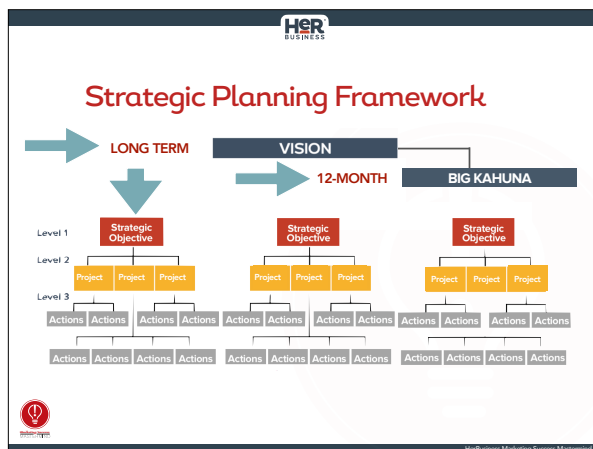 HeR
BUSINESS
Strategic Planning Framework
LONG TERM
VISION
12-MONTH
BIG KAHUNA
Level 1
Strategic
Objective
Strategic
Objective
Strategic
Objective
Level 2
Project Project Project
Project Project Project
Project Project Project
Level 3
Actions Actions Actions Actions
Actions Actions Actions Actions
Actions Actions Actions Actions
Actions Actions Actions Actions
Actions Actions Actions Actions
Actions Actions Actions Actions
HerBusiness Marketing Success Mastermind